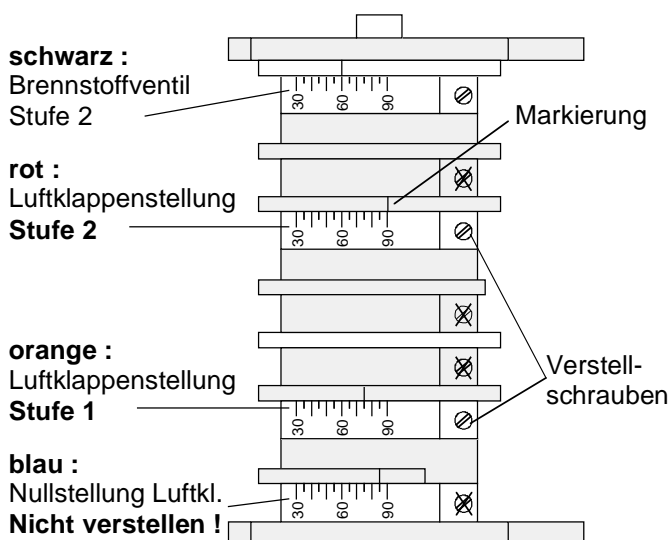 schwarz :
Brennstoffventil
Stufe 2
30 60 90
Markierung
rot :
Luftklappenstellung
Stufe 2
30 60 90
orange :
Luftklappenstellung
Stufe 1
30 60 90
Verstell-
schrauben
blau :
Nullstellung Luftkl.
Nicht verstellen !
30 60 90